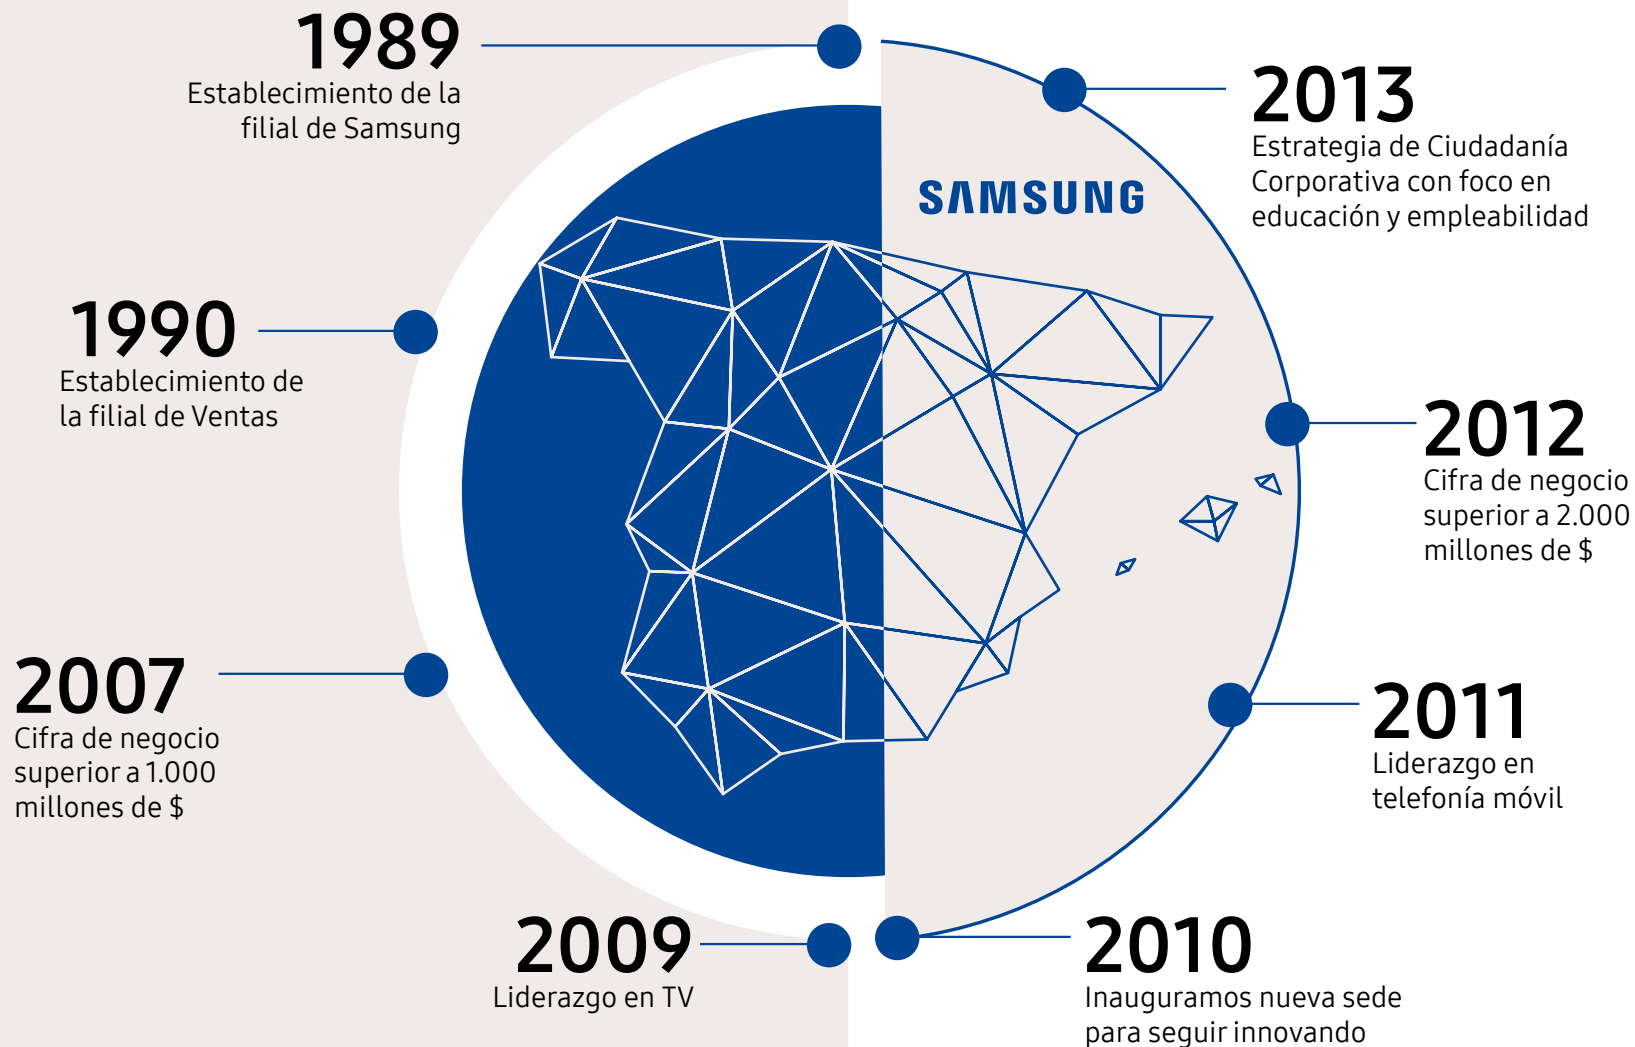 1989
Establecimiento de la
filial de Samsung
1990
Establecimiento de
la filial de Ventas
2007
Cifra de negocio
superior a 1.000
millones de $
2009
Liderazgo en TV
SAMSUNG
2013
Estrategia de Ciudadanía
Corporativa con foco en
educación y empleabilidad
2012
Cifra de negocio
superior a 2.000
millones de $
2011
Liderazgo en
telefonía móvil
2010
Inauguramos nueva sede
para seguir innovando